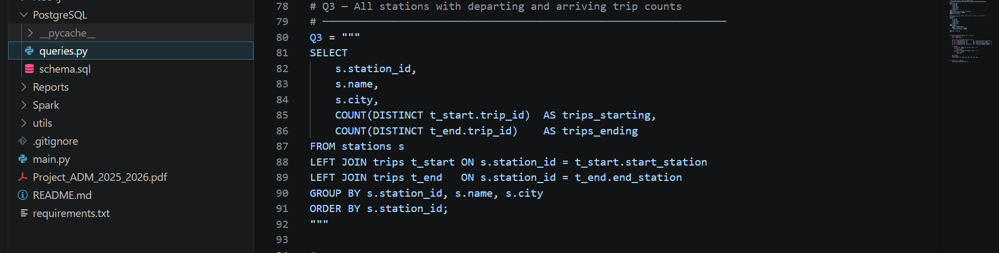 PostgreSQL
__pycache__
queries.py
schema.sql
Reports
Spark
utils
.gitignore
main.py
Project_ADM_2025_2026.pdf
README.md
requirements.txt
78 # Q3 — All stations with departing and arriving trip counts
79 # ────────────────────────────────────────────────────────────────
80 Q3 = """
81 SELECT
82     s.station_id,
83     s.name,
84     s.city,
85     COUNT(DISTINCT t_start.trip_id)  AS trips_starting,
86     COUNT(DISTINCT t_end.trip_id)    AS trips_ending
87 FROM stations s
88 LEFT JOIN trips t_start ON s.station_id = t_start.start_station
89 LEFT JOIN trips t_end   ON s.station_id = t_end.end_station
90 GROUP BY s.station_id, s.name, s.city
91 ORDER BY s.station_id;
92 """
93